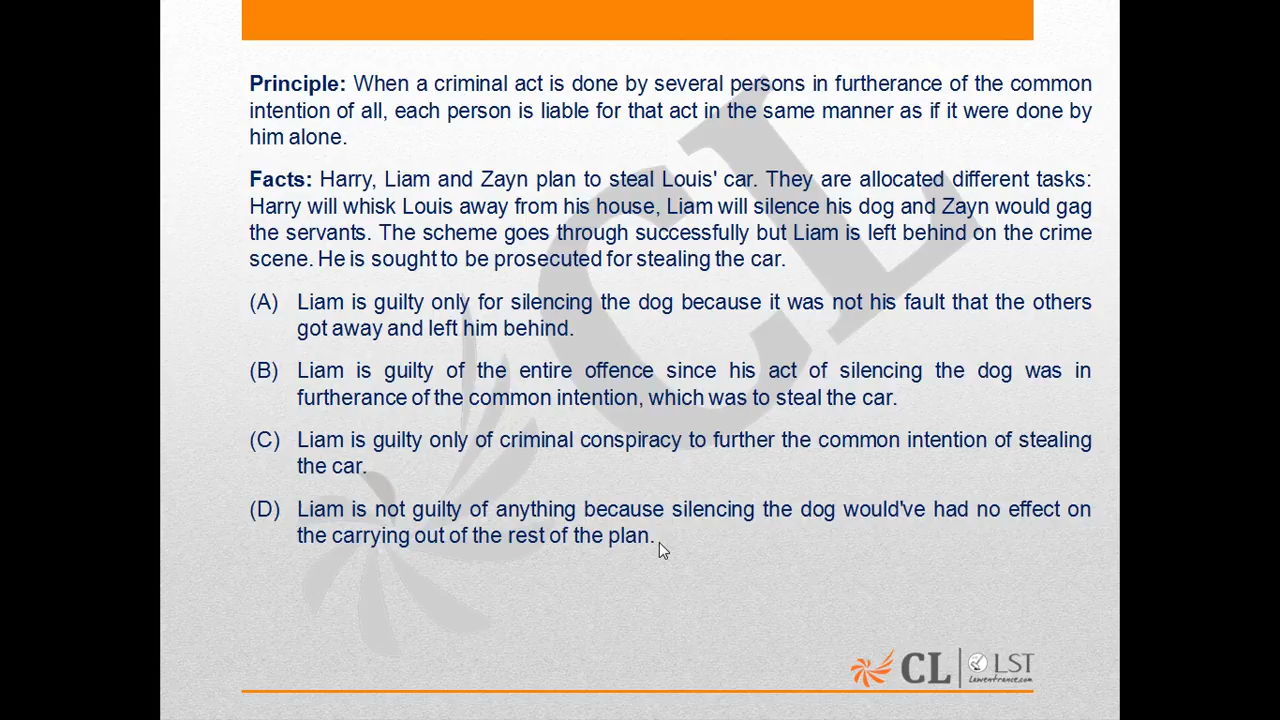 Principle: When a criminal act is done by several persons in furtherance of the common
intention of all, each person is liable for that act in the same manner as if it were done by
him alone.
Facts: Harry, Liam and Zayn plan to steal Louis' car. They are allocated different tasks:
Harry will whisk Louis away from his house, Liam will silence his dog and Zayn would gag
the servants. The scheme goes through successfully but Liam is left behind on the crime
scene. He is sought to be prosecuted for stealing the car.
(A) Liam is guilty only for silencing the dog because it was not his fault that the others
got away and left him behind.
(B) Liam is guilty of the entire offence since his act of silencing the dog was in
furtherance of the common intention, which was to steal the car.
(C) Liam is guilty only of criminal conspiracy to further the common intention of stealing
the car.
(D) Liam is not guilty of anything because silencing the dog would've had no effect on
the carrying out of the rest of the plan.
CL
CL LST
Lawentrance.com